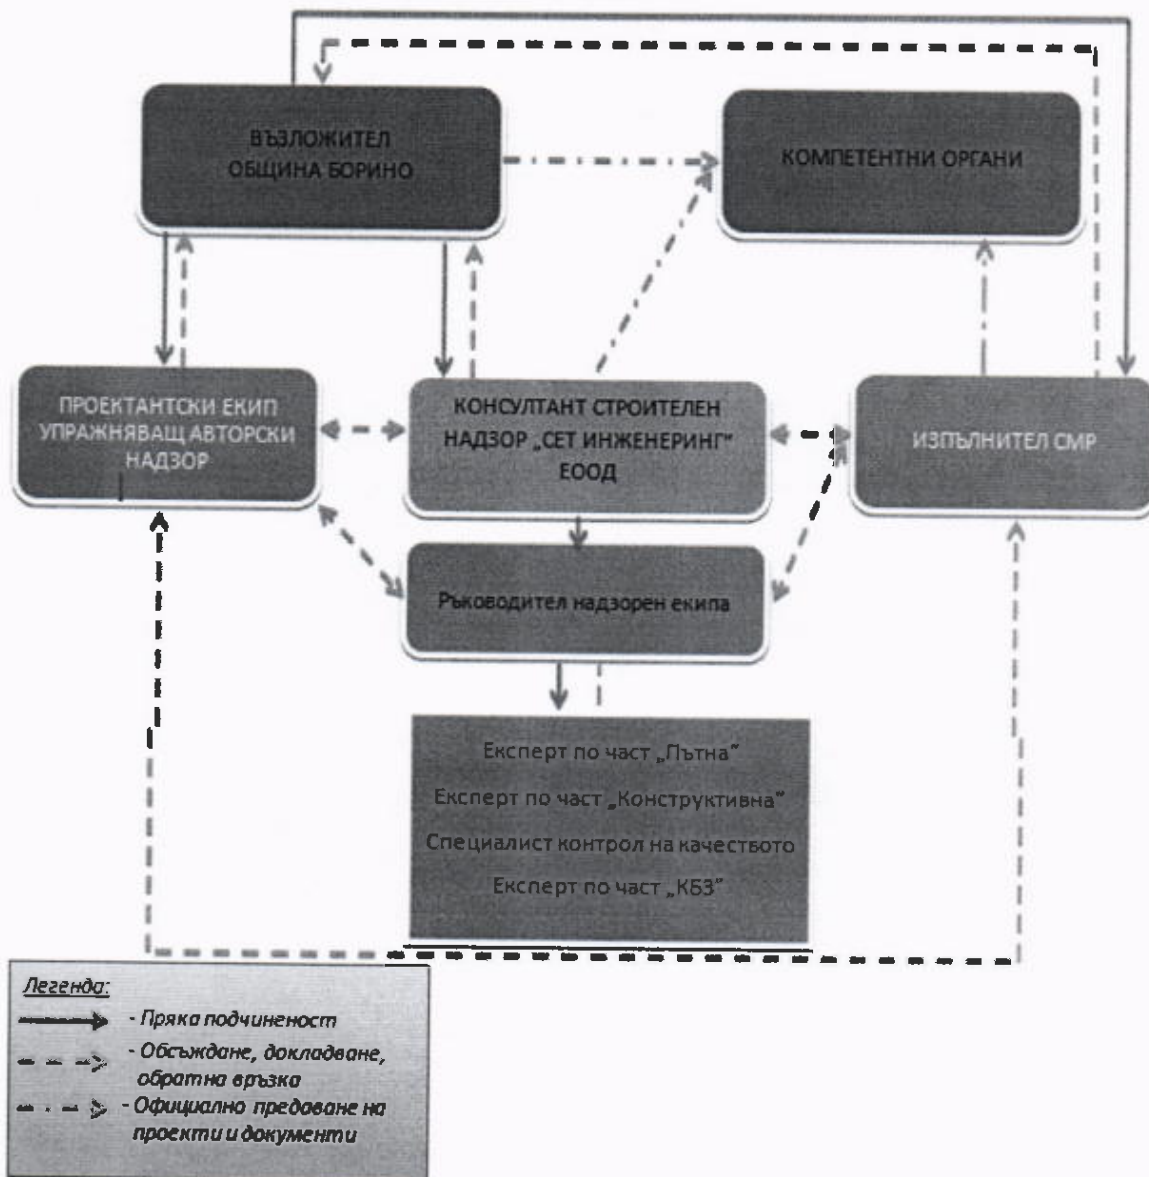 ВЪЗЛОЖИТЕЛ
ОБЩИНА БОРИНО
КОМПЕТЕНТНИ ОРГАНИ
ПРОЕКТАНТСКИ ЕКИП
УПРАЖНЯВАЩ АВТОРСКИ
НАДЗОР
КОНСУЛТАНТ СТРОИТЕЛЕН
НАДЗОР „СЕТ ИНЖЕНЕРИНГ“
ЕООД
ИЗПЪЛНИТЕЛ СМР
Ръководител надзорен екипа
Експерт по част „Пътна“
Експерт по част „Конструктивна“
Специалист контрол на качеството
Експерт по част „КБЗ“
Легенда:
- Пряка подчиненост
- Обсъждане, докладване,
обратна връзка
- Официално предаване на
проекти и документи